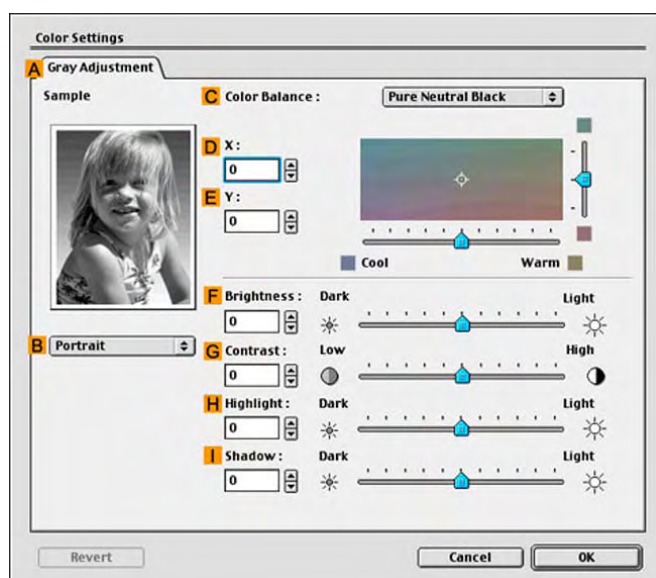 Color Settings
A Gray Adjustment
Sample
C Color Balance : Pure Neutral Black
D X :
0
E Y :
0
Cool Warm
F Brightness : Dark Light
0
B Portrait
G Contrast : Low High
0
H Highlight : Dark Light
0
I Shadow : Dark Light
0
Revert Cancel OK